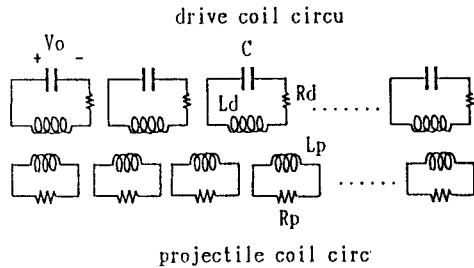 drive coil circu
Vo
+ -
C
Ld
Rd
.......
Lp
......
Rp
projectile coil circ